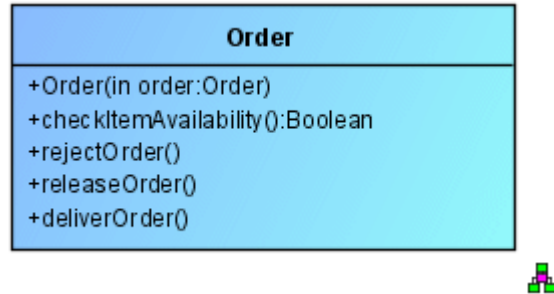 Order
+Order(in order:Order)
+checkItemAvailability():Boolean
+rejectOrder()
+releaseOrder()
+deliverOrder()